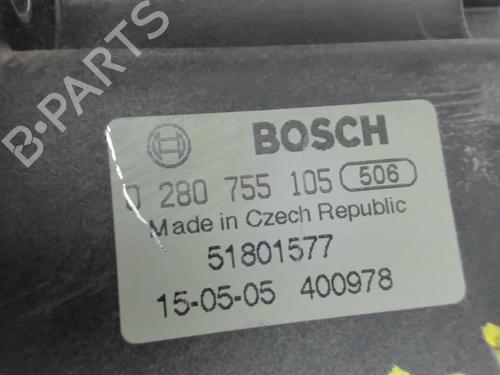 B-PARTS
BOSCH
0 280 755 105 506
Made in Czech Republic
51801577
15-05-05 400978